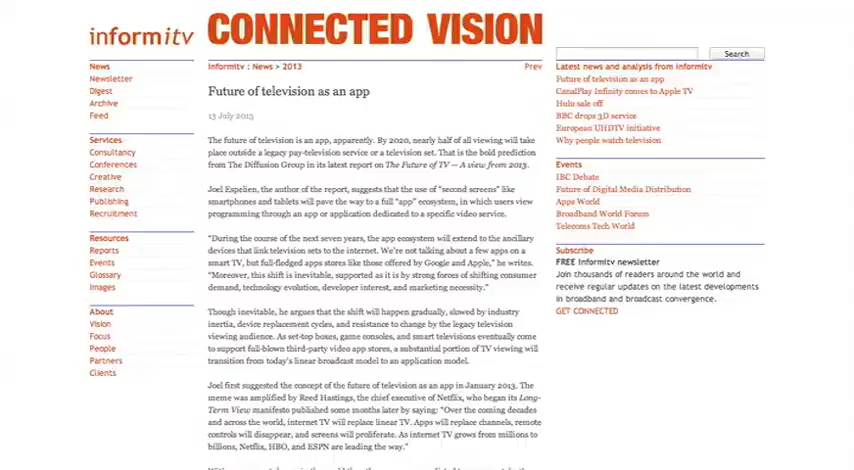 informitv
CONNECTED VISION
Search
News
Newsletter
Digest
Archive
Feed
Services
Consultancy
Conferences
Creative
Research
Publishing
Recruitment
Resources
Reports
Events
Glossary
Images
About
Vision
Focus
People
Partners
Clients
Informitv : News > 2013
Prev
Future of television as an app
13 July 2013
The future of television is an app, apparently. By 2020, nearly half of all viewing will take
place outside a legacy pay-television service or a television set. That is the bold prediction
from The Diffusion Group in its latest report on The Future of TV — A view from 2013.
Joel Espelien, the author of the report, suggests that the use of “second screens” like
smartphones and tablets will pave the way to a full “app” ecosystem, in which users view
programming through an app or application dedicated to a specific video service.
“During the course of the next seven years, the app ecosystem will extend to the ancillary
devices that link television sets to the internet. We’re not talking about a few apps on a
smart TV, but full-fledged apps stores like those offered by Google and Apple,” he writes.
“Moreover, this shift is inevitable, supported as it is by strong forces of shifting consumer
demand, technology evolution, developer interest, and marketing necessity.”
Though inevitable, he argues that the shift will happen gradually, slowed by industry
inertia, device replacement cycles, and resistance to change by the legacy television
viewing audience. As set-top boxes, game consoles, and smart televisions eventually come
to support full-blown third-party video app stores, a substantial portion of TV viewing will
transition from today’s linear broadcast model to an application model.
Joel first suggested the concept of the future of television as an app in January 2013. The
meme was amplified by Reed Hastings, the chief executive of Netflix, who began its Long-
Term View manifesto published some months later by saying: “Over the coming decades
and across the world, internet TV will replace linear TV. Apps will replace channels, remote
controls will disappear, and screens will proliferate. As internet TV grows from millions to
billions, Netflix, HBO, and ESPN are leading the way.”
Latest news and analysis from informitv
Future of television as an app
CanalPlay Infinity comes to Apple TV
Hulu sale off
BBC drops 3D service
European UHDTV initiative
Why people watch television
Events
IBC Debate
Future of Digital Media Distribution
Apps World
Broadband World Forum
Telecoms Tech World
Subscribe
FREE informitv newsletter
Join thousands of readers around the world and
receive regular updates on the latest developments
in broadband and broadcast convergence.
GET CONNECTED